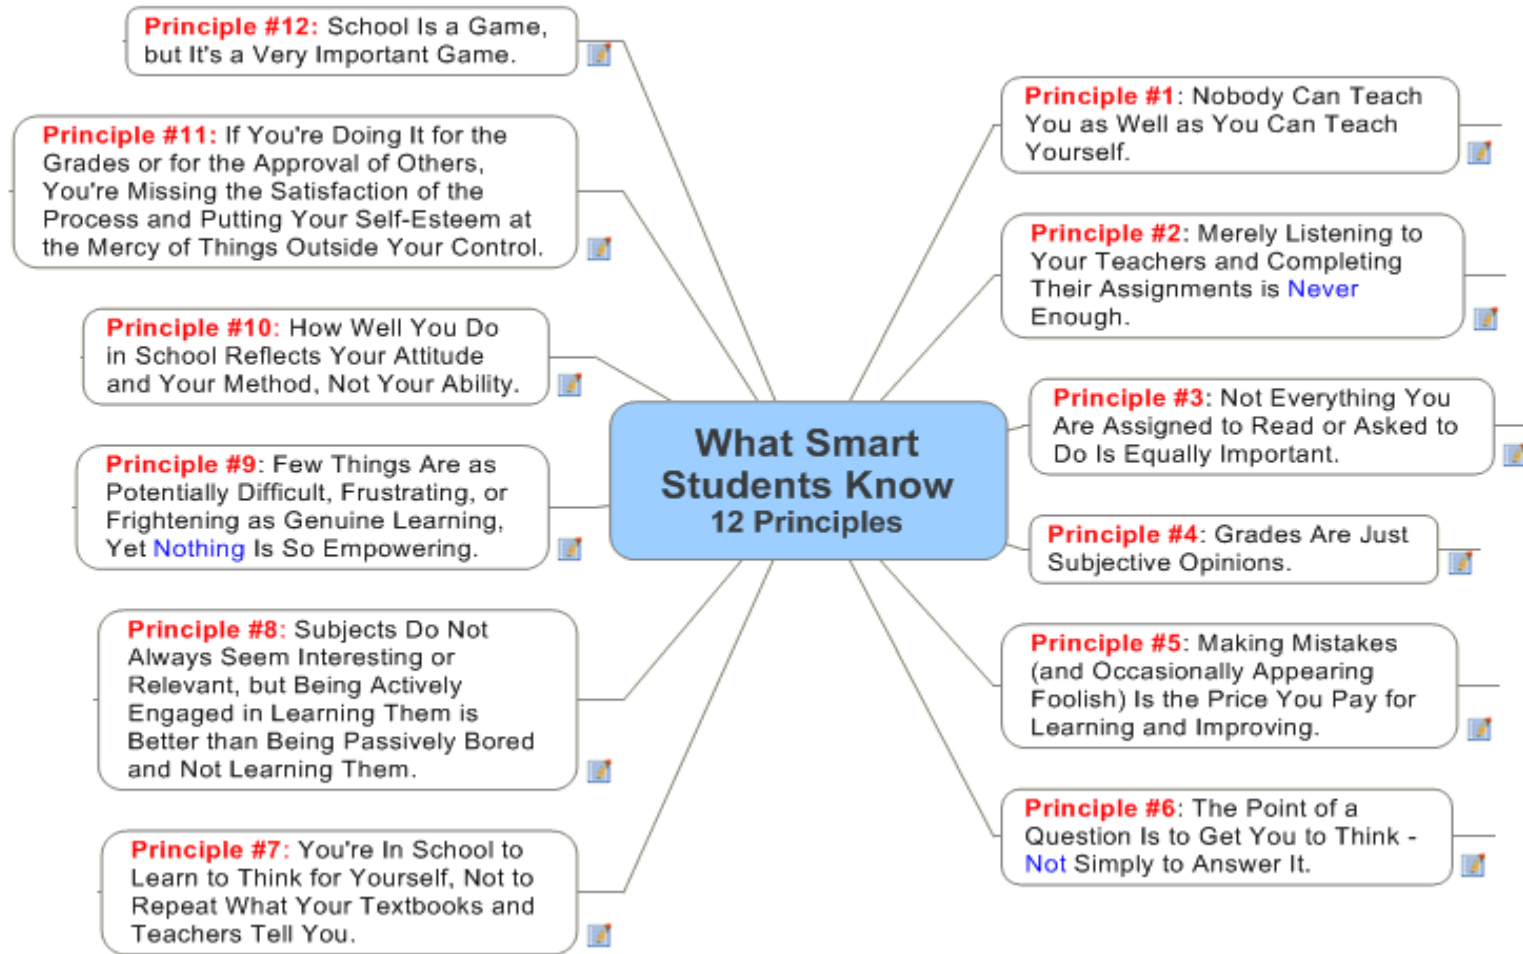 What Smart
Students Know
12 Principles
Principle #1: Nobody Can Teach
You as Well as You Can Teach
Yourself.
Principle #2: Merely Listening to
Your Teachers and Completing
Their Assignments is Never
Enough.
Principle #3: Not Everything You
Are Assigned to Read or Asked to
Do Is Equally Important.
Principle #4: Grades Are Just
Subjective Opinions.
Principle #5: Making Mistakes
(and Occasionally Appearing
Foolish) Is the Price You Pay for
Learning and Improving.
Principle #6: The Point of a
Question Is to Get You to Think -
Not Simply to Answer It.
Principle #7: You're In School to
Learn to Think for Yourself, Not to
Repeat What Your Textbooks and
Teachers Tell You.
Principle #8: Subjects Do Not
Always Seem Interesting or
Relevant, but Being Actively
Engaged in Learning Them is
Better than Being Passively Bored
and Not Learning Them.
Principle #9: Few Things Are as
Potentially Difficult, Frustrating, or
Frightening as Genuine Learning,
Yet Nothing Is So Empowering.
Principle #10: How Well You Do
in School Reflects Your Attitude
and Your Method, Not Your Ability.
Principle #11: If You're Doing It for the
Grades or for the Approval of Others,
You're Missing the Satisfaction of the
Process and Putting Your Self-Esteem at
the Mercy of Things Outside Your Control.
Principle #12: School Is a Game,
but It's a Very Important Game.